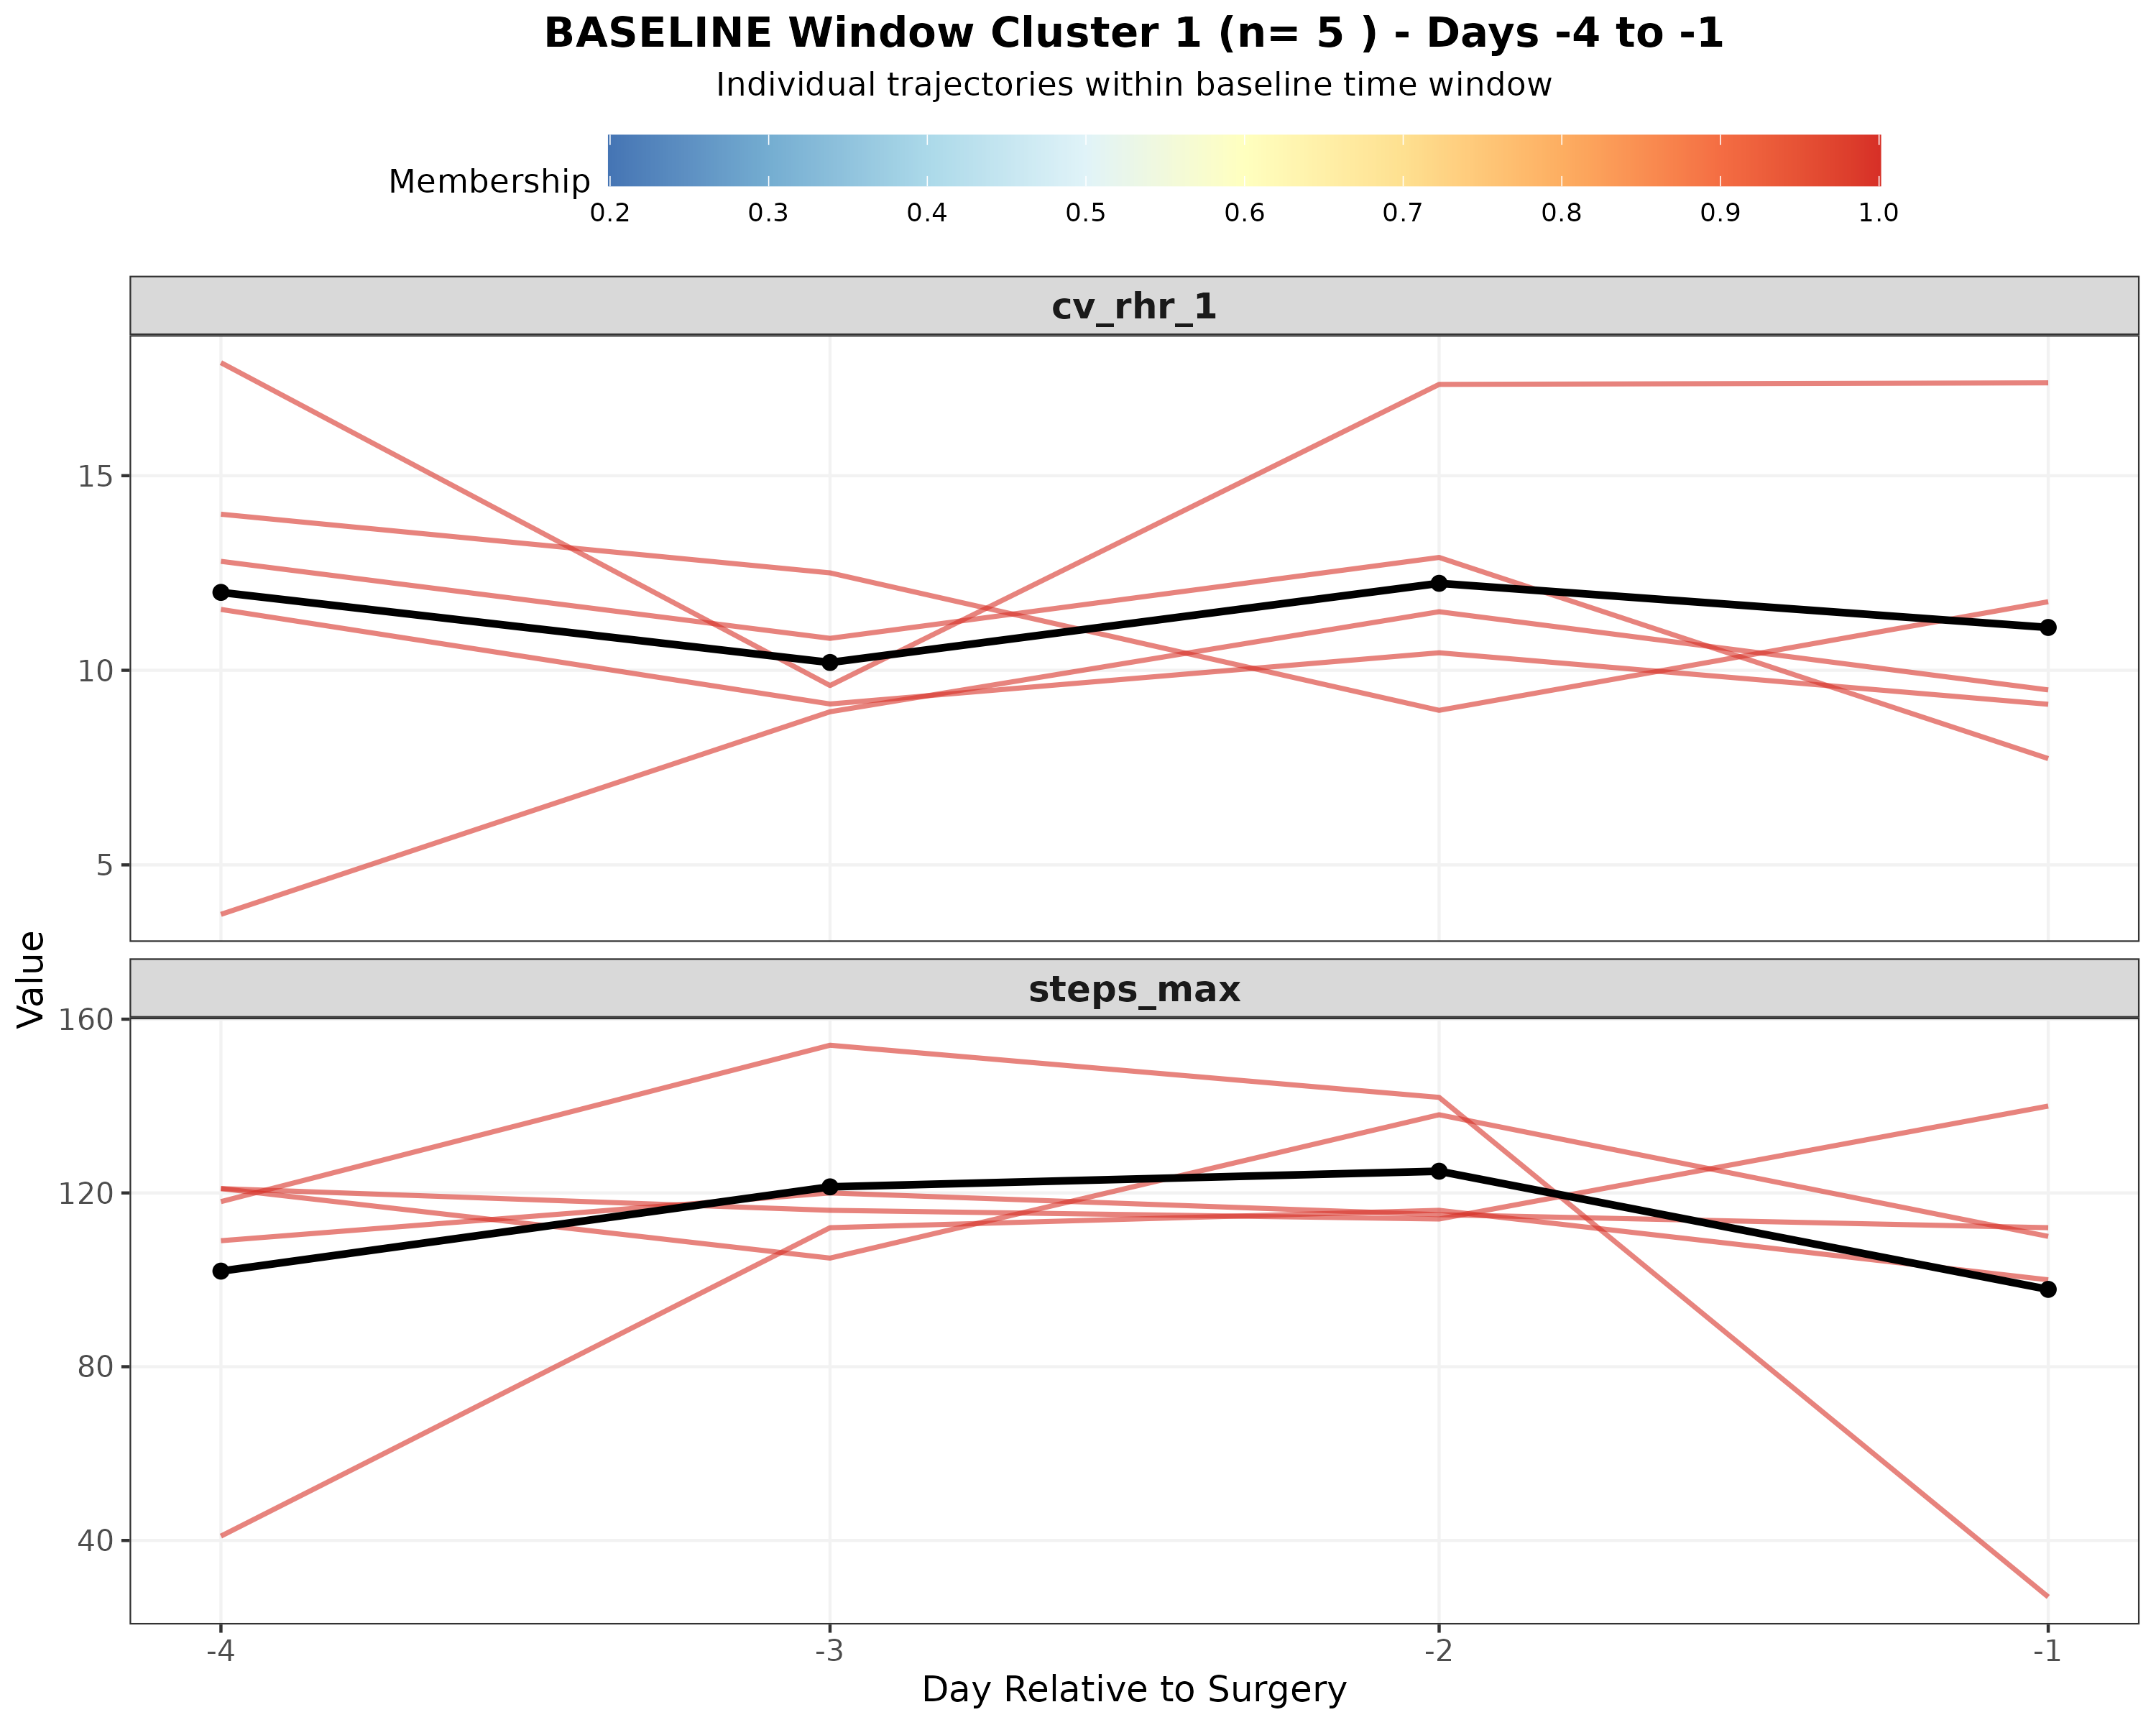 BASELINE Window Cluster 1 (n= 5 ) - Days -4 to -1
Individual trajectories within baseline time window
Membership
0.2 0.3 0.4 0.5 0.6 0.7 0.8 0.9 1.0
cv_rhr_1
15
10
5
Value
steps_max
160
120
80
40
-4 -3 -2 -1
Day Relative to Surgery